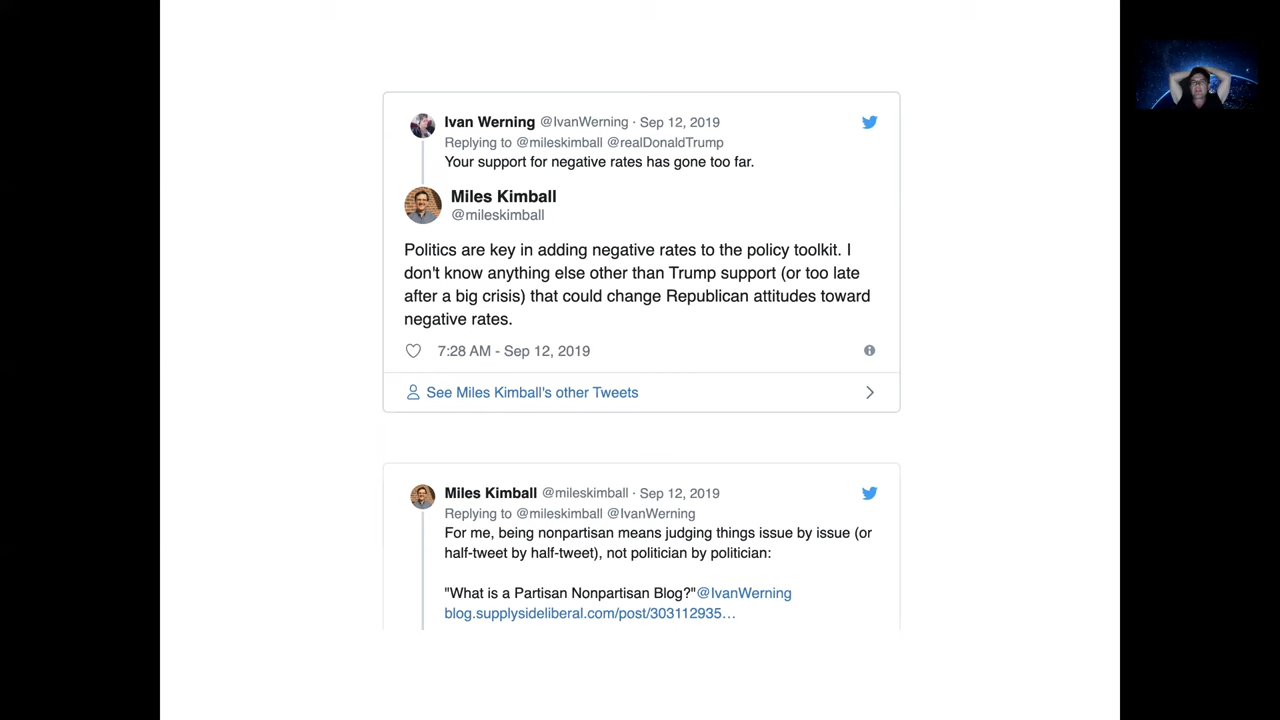 Ivan Werning @IvanWerning · Sep 12, 2019
Replying to @mileskimball @realDonaldTrump
Your support for negative rates has gone too far.
Miles Kimball
@mileskimball
Politics are key in adding negative rates to the policy toolkit. I
don't know anything else other than Trump support (or too late
after a big crisis) that could change Republican attitudes toward
negative rates.
7:28 AM - Sep 12, 2019
See Miles Kimball's other Tweets
Miles Kimball @mileskimball · Sep 12, 2019
Replying to @mileskimball @IvanWerning
For me, being nonpartisan means judging things issue by issue (or
half-tweet by half-tweet), not politician by politician:
"What is a Partisan Nonpartisan Blog?"@IvanWerning
blog.supplysideliberal.com/post/303112935…